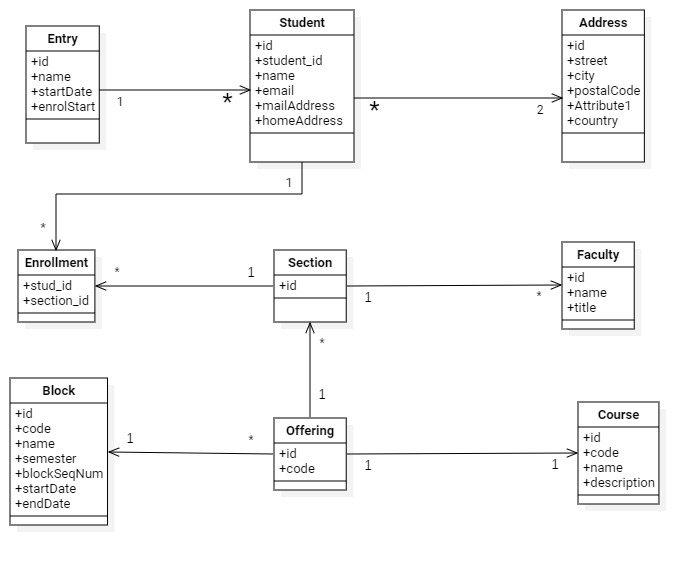 Entry
+id
+name
+startDate
+enrolStart
1
*
Student
+id
+student_id
+name
+email
+mailAddress
+homeAddress
*
2
Address
+id
+street
+city
+postalCode
+Attribute1
+country
1
*
Enrollment
+stud_id
+section_id
*
1
Section
+id
1
*
Faculty
+id
+name
+title
*
1
Block
+id
+code
+name
+semester
+blockSeqNum
+startDate
+endDate
1
*
Offering
+id
+code
1
1
Course
+id
+code
+name
+description